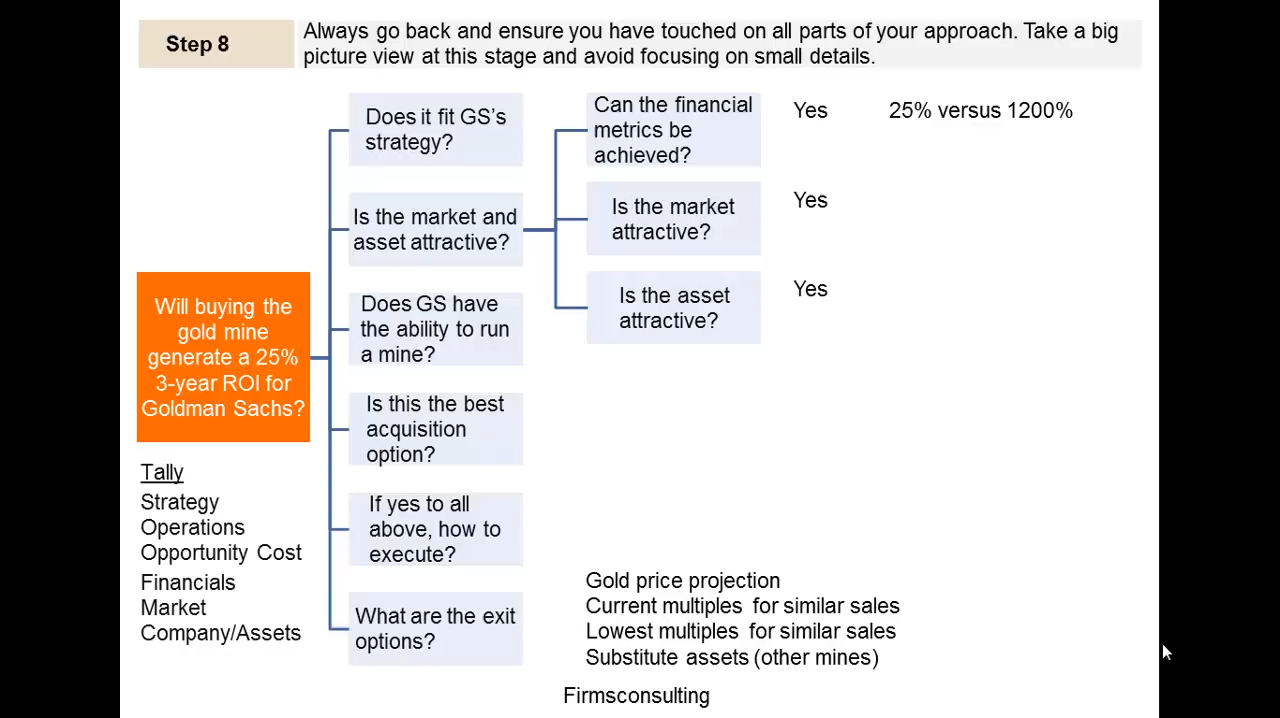 Step 8
Always go back and ensure you have touched on all parts of your approach. Take a big
picture view at this stage and avoid focusing on small details.
Will buying the
gold mine
generate a 25%
3-year ROI for
Goldman Sachs?
Does it fit GS's
strategy?
Is the market and
asset attractive?
Does GS have
the ability to run
a mine?
Is this the best
acquisition
option?
If yes to all
above, how to
execute?
What are the exit
options?
Can the financial
metrics be
achieved?
Yes
25% versus 1200%
Is the market
attractive?
Yes
Is the asset
attractive?
Yes
Tally
Strategy
Operations
Opportunity Cost
Financials
Market
Company/Assets
Gold price projection
Current multiples for similar sales
Lowest multiples for similar sales
Substitute assets (other mines)
Firmsconsulting